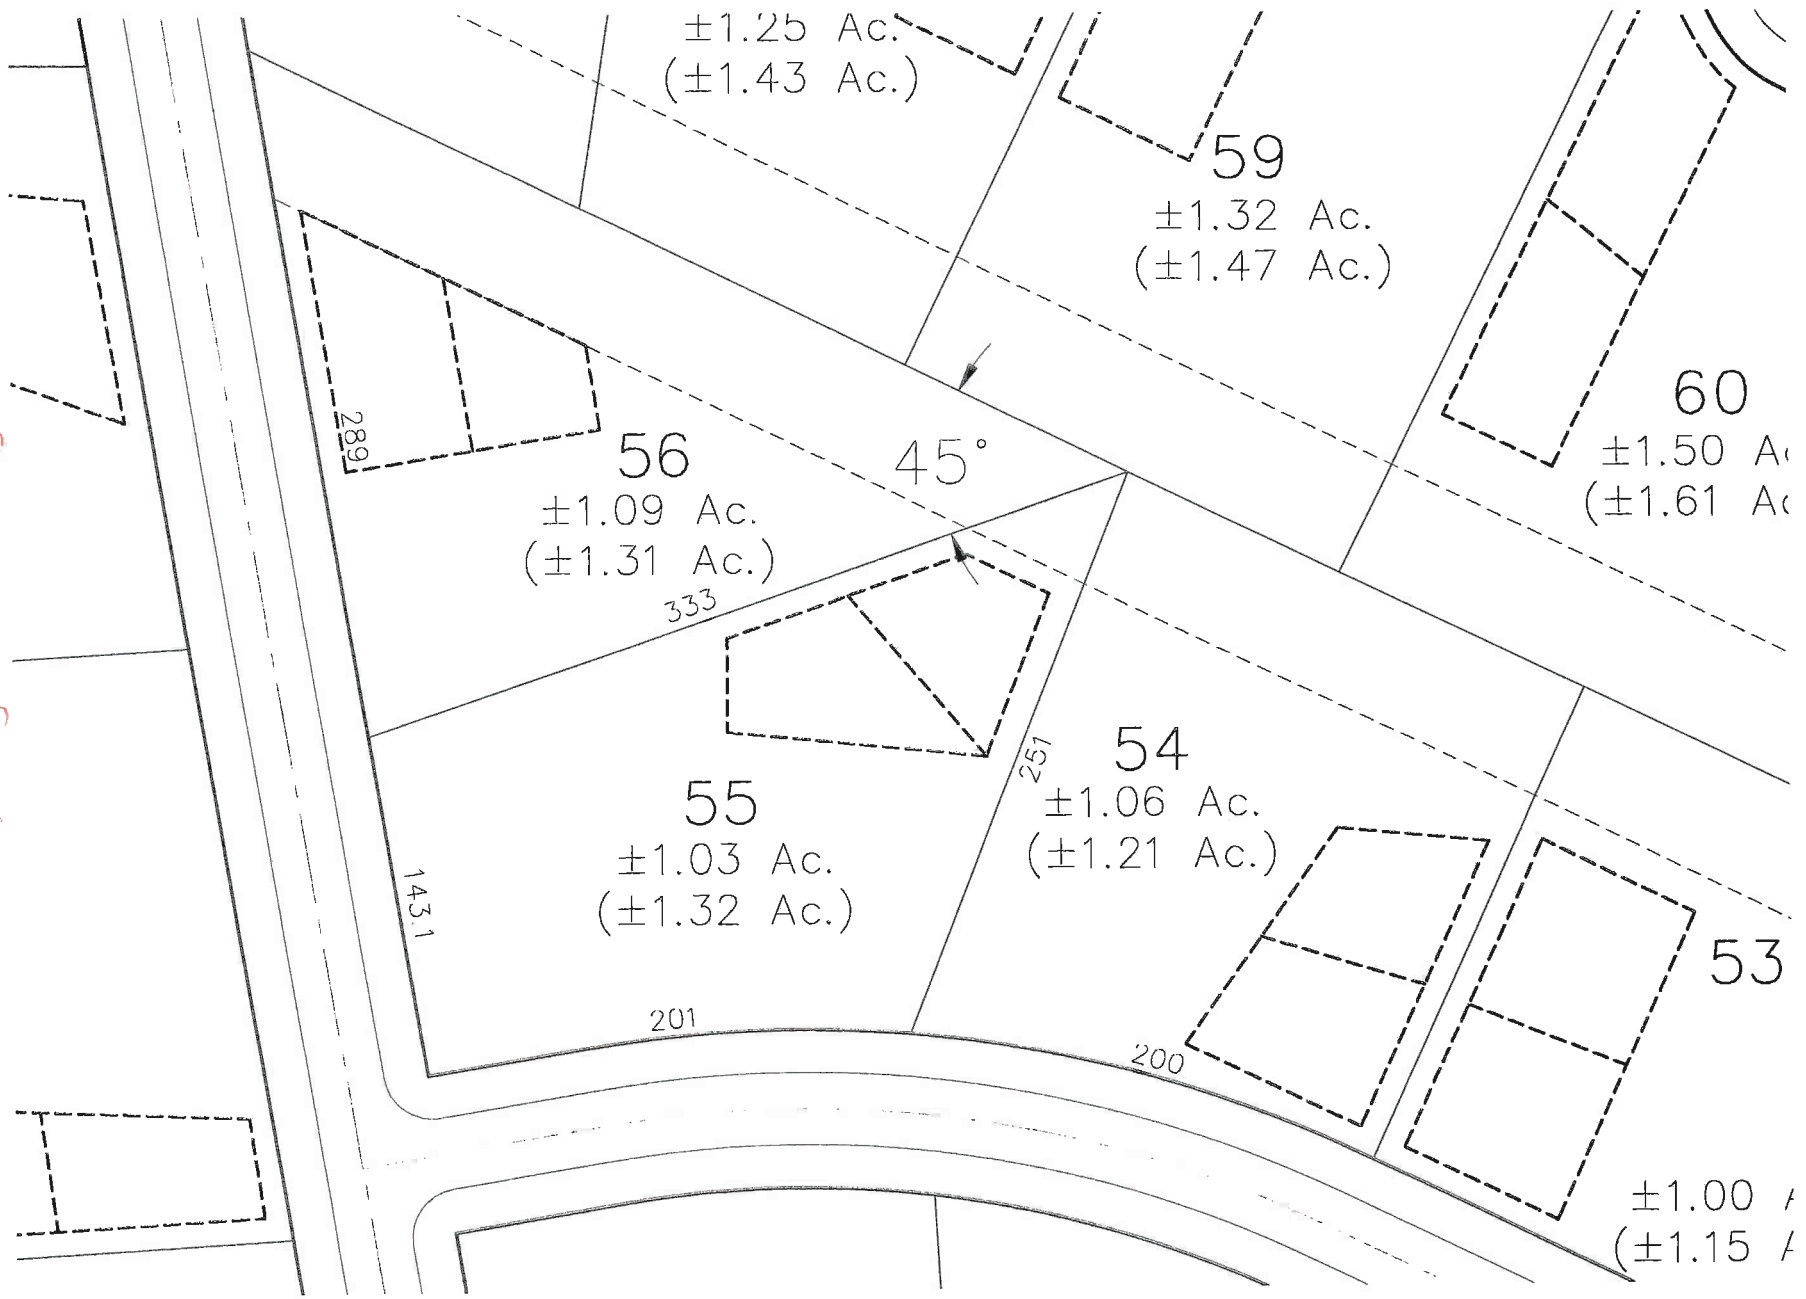 ±1.25 Ac.
(±1.43 Ac.)
59
±1.32 Ac.
(±1.47 Ac.)
60
±1.50
(±1.61
45°
289
56
±1.09 Ac.
(±1.31 Ac.)
333
251
54
±1.06 Ac.
(±1.21 Ac.)
55
±1.03 Ac.
(±1.32 Ac.)
143.1
201
200
53
±1.00
(±1.15